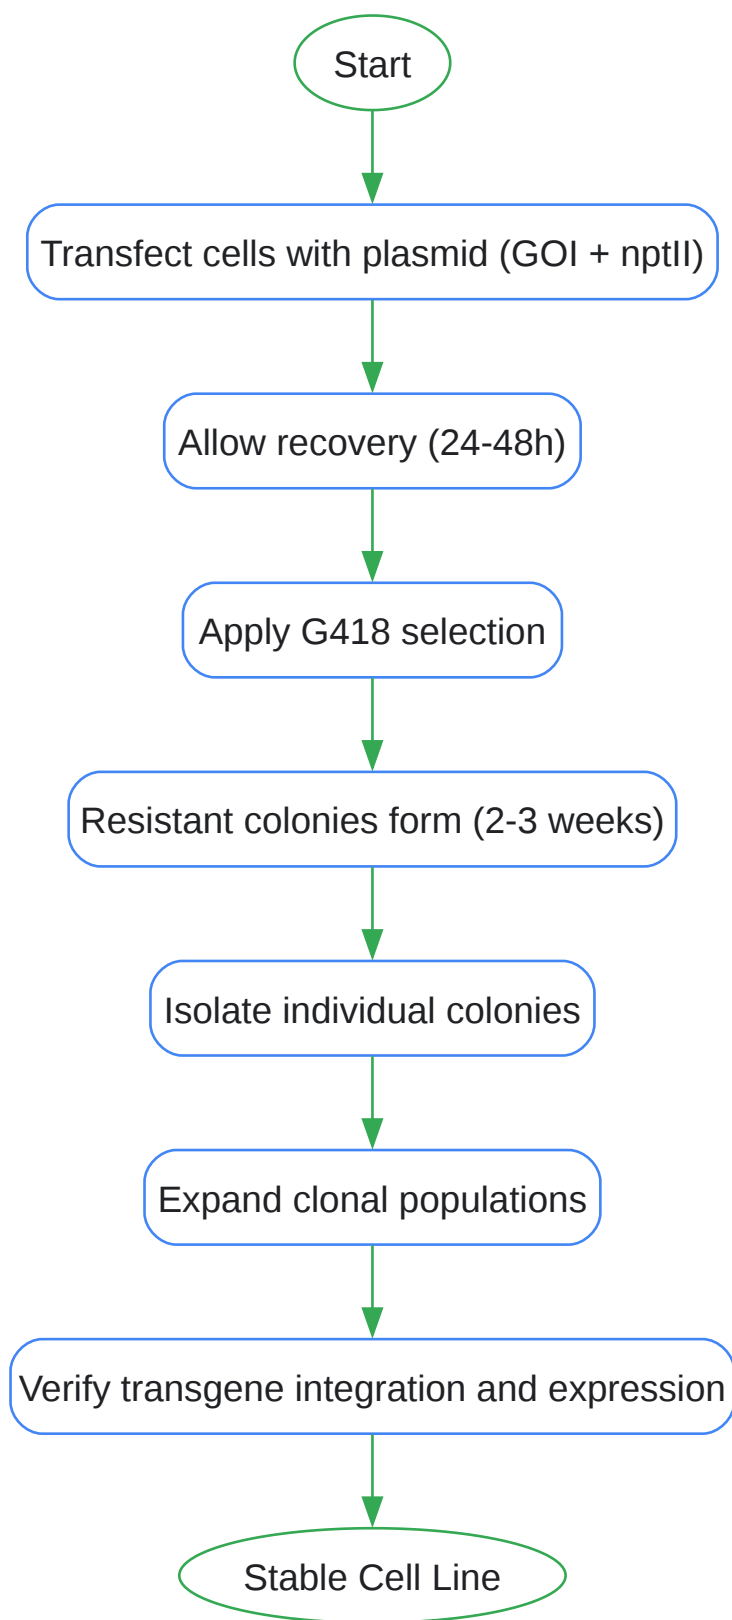 Start
Transfect cells with plasmid (GOI + nptII)
Allow recovery (24-48h)
Apply G418 selection
Resistant colonies form (2-3 weeks)
Isolate individual colonies
Expand clonal populations
Verify transgene integration and expression
Stable Cell Line